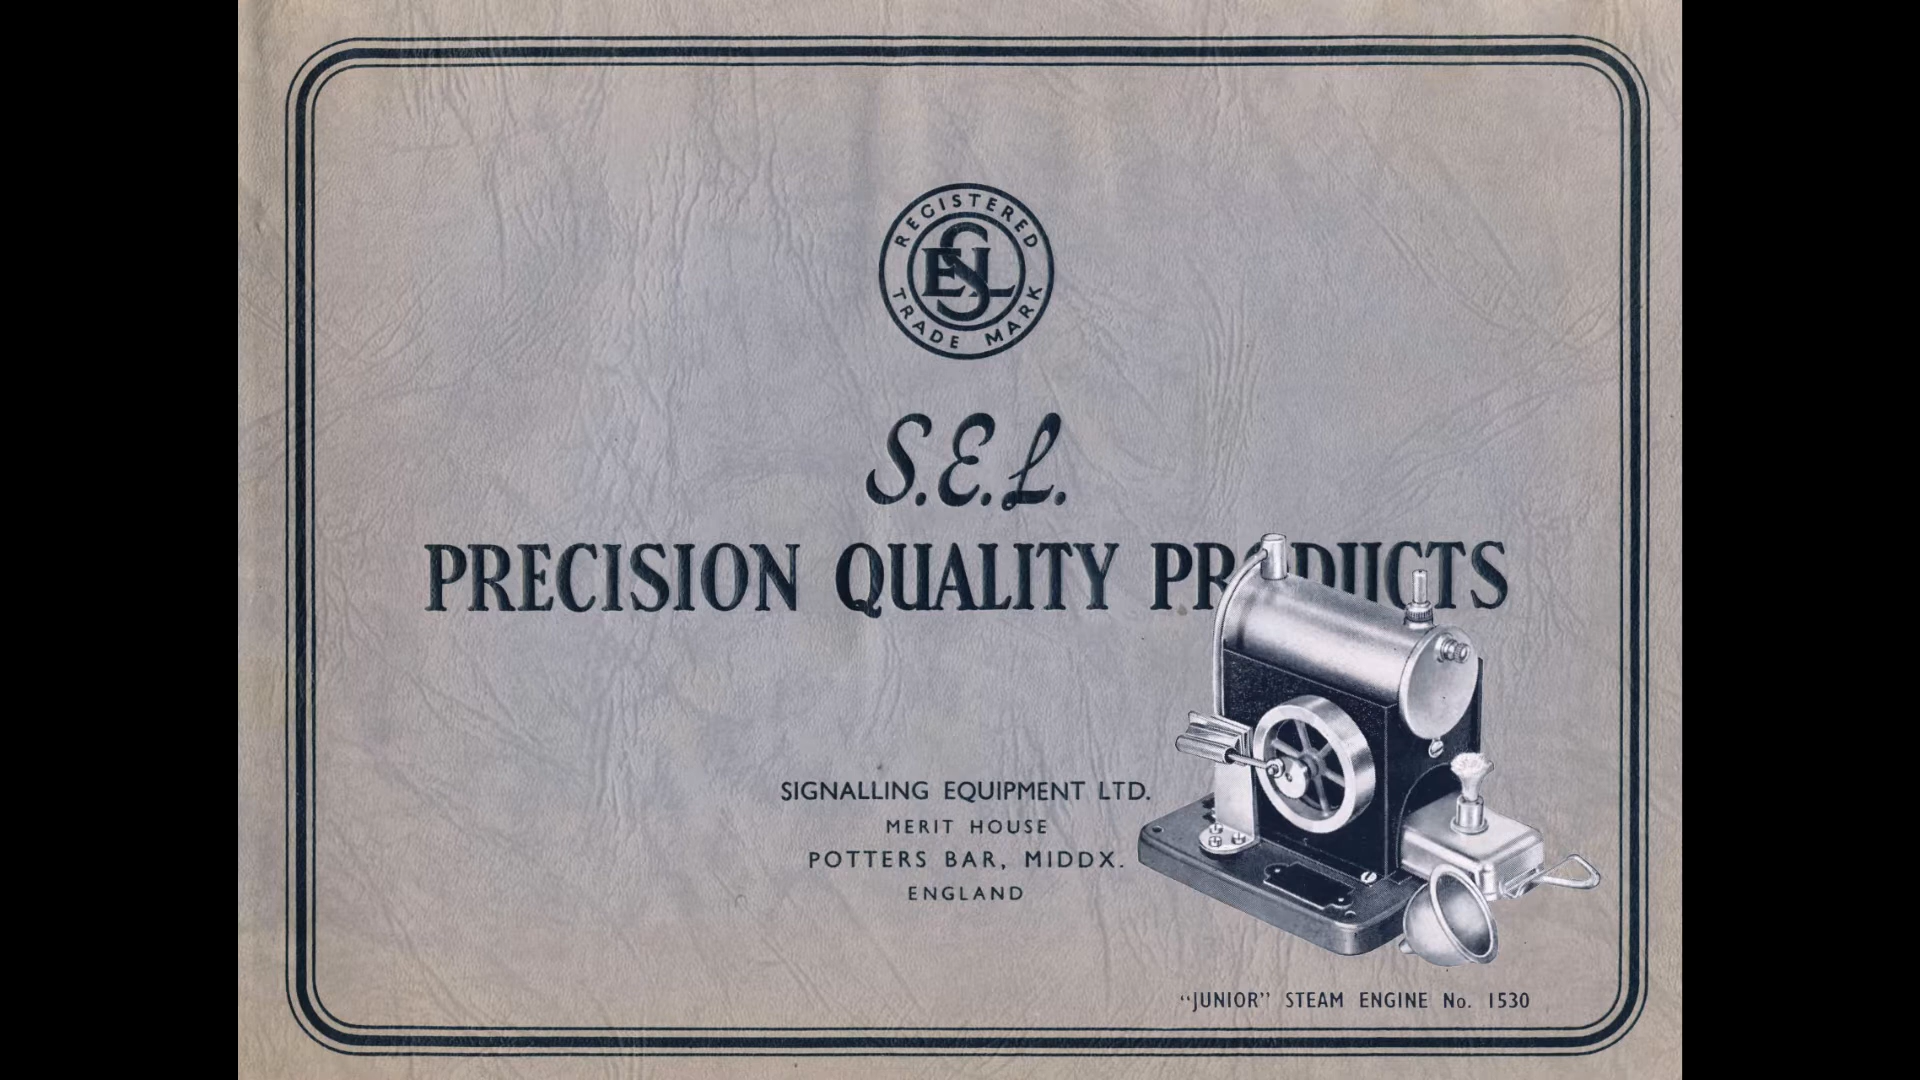 REGISTERED
SEL
TRADE MARK
S.E.L.
PRECISION QUALITY PRODUCTS
SIGNALLING EQUIPMENT LTD.
MERIT HOUSE
POTTERS BAR, MIDDX.
ENGLAND
“JUNIOR” STEAM ENGINE No. 1530